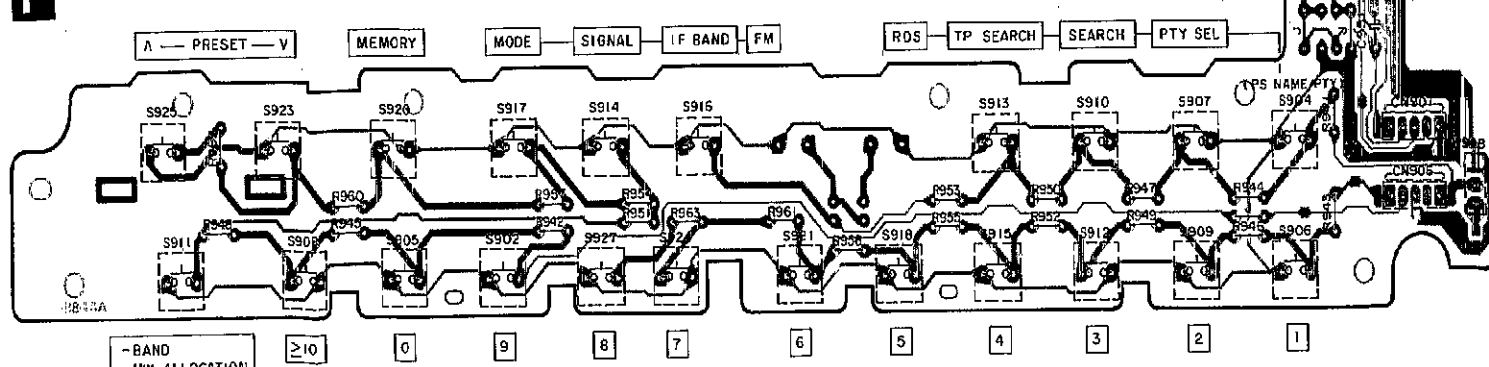 Λ — PRESET — V
MEMORY
MODE — SIGNAL — IF BAND — FM
RDS — TP SEARCH — SEARCH — PTY SEL
(PS NAME/PTY)
S925
S923
S920
S917
S914
S916
S913
S910
S907
S904
CN901
R960
R954
R953
R950
R947
R944
CN906
R943
R948
R945
R942
R951
R963
R961
R955
R952
R949
R946
S911
S908
S905
S902
S927
S921
R958
S918
S915
S912
S909
S906
-BAND
≥10
0
9
8
7
6
5
4
3
2
1